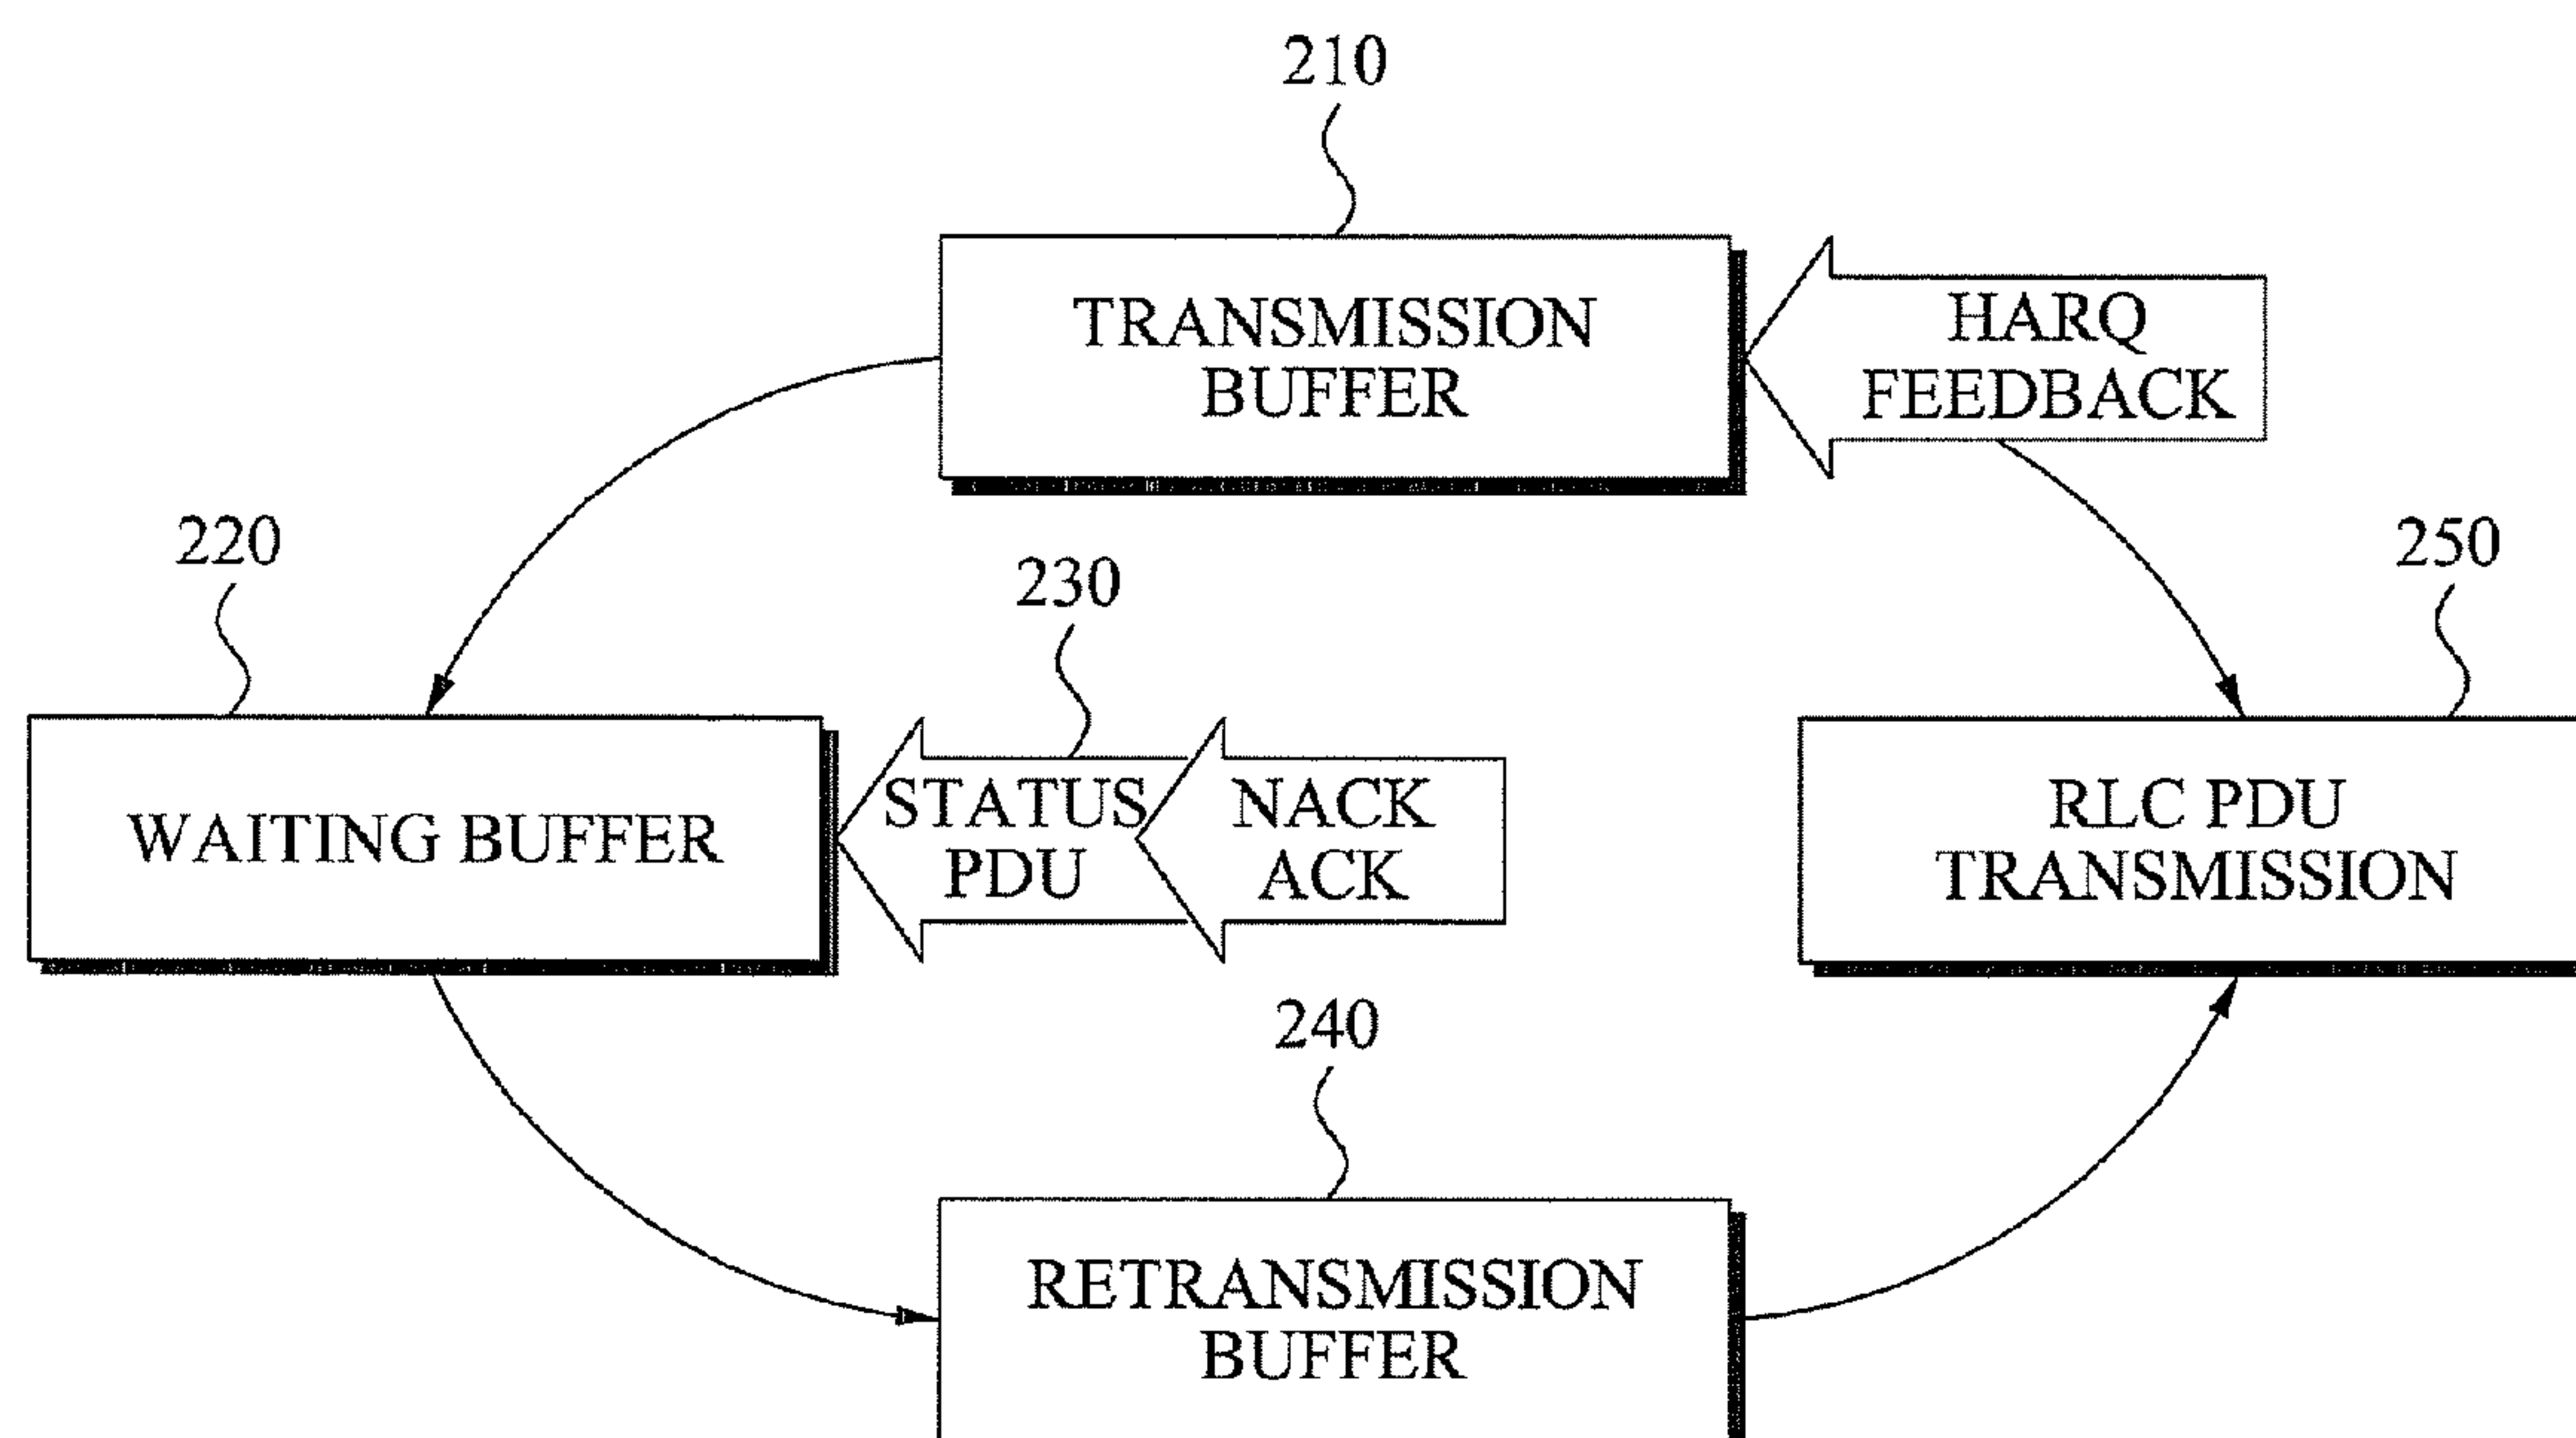 210
TRANSMISSION
BUFFER
HARQ
FEEDBACK
220
230
250
WAITING BUFFER
STATUS
PDU
NACK
ACK
RLC PDU
TRANSMISSION
240
RETRANSMISSION
BUFFER